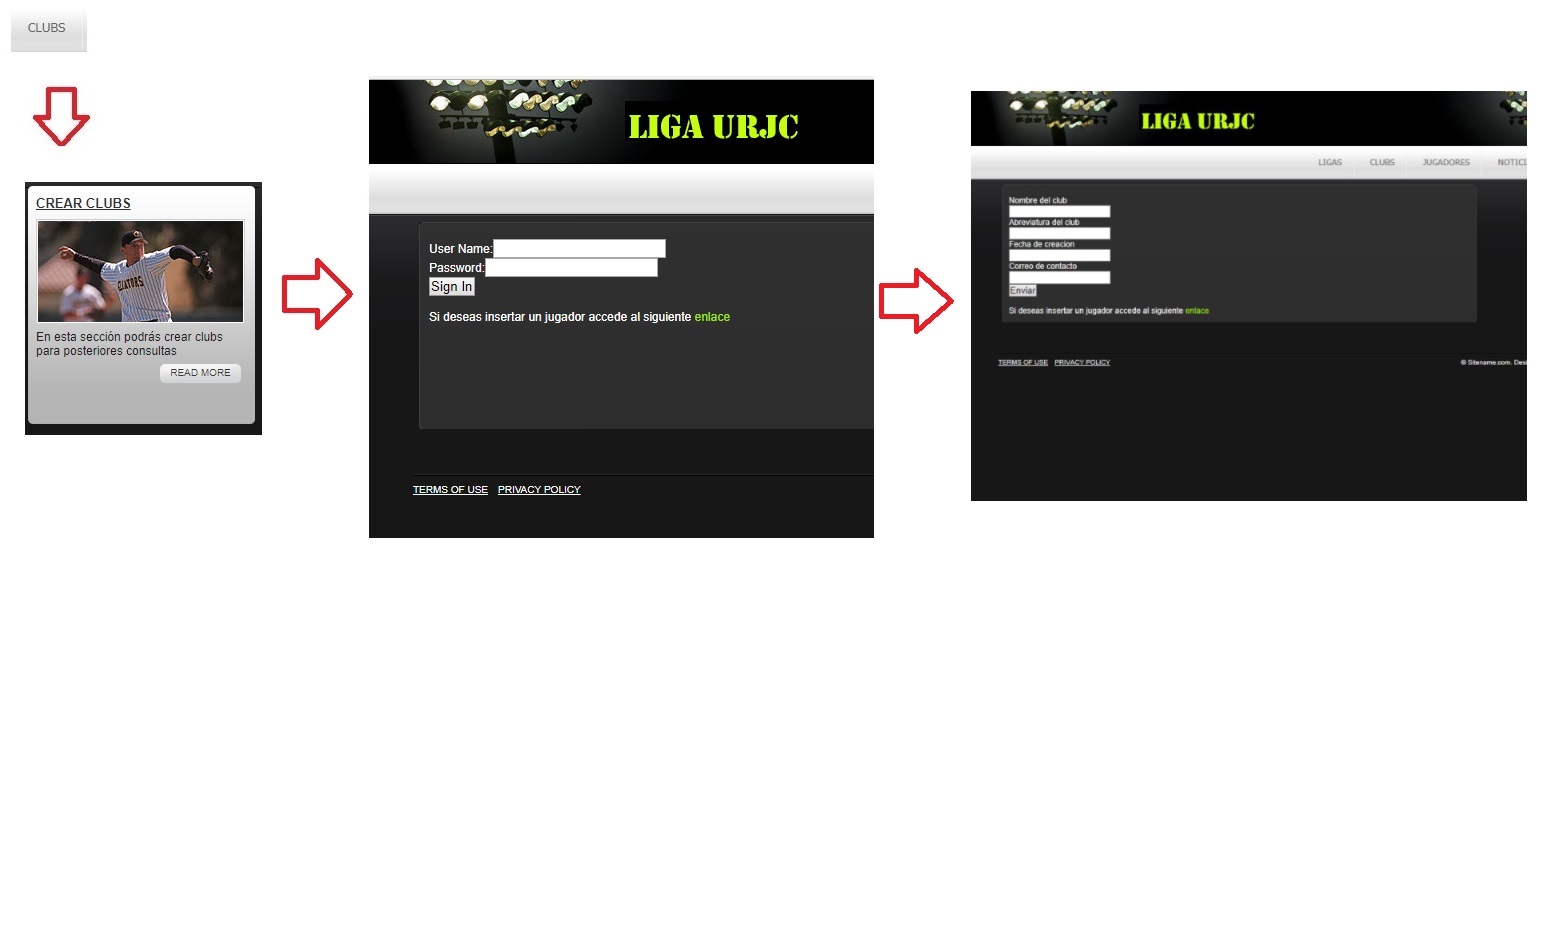 CLUBS
CREAR CLUBS
GLATORS
En esta sección podrás crear clubs
para posteriores consultas
READ MORE
LIGA URJC
User Name:
Password:
Sign In
Si deseas insertar un jugador accede al siguiente enlace
TERMS OF USE PRIVACY POLICY
LIGA URJC
LIGAS CLUBS JUGADORES NOTICI
Nombre del club
Abreviatura del club
Fecha de creacion
Correo de contacto
Enviar
Si deseas insertar un jugador accede al siguiente enlace
TERMS OF USE PRIVACY POLICY
© Sitename.com. Desi